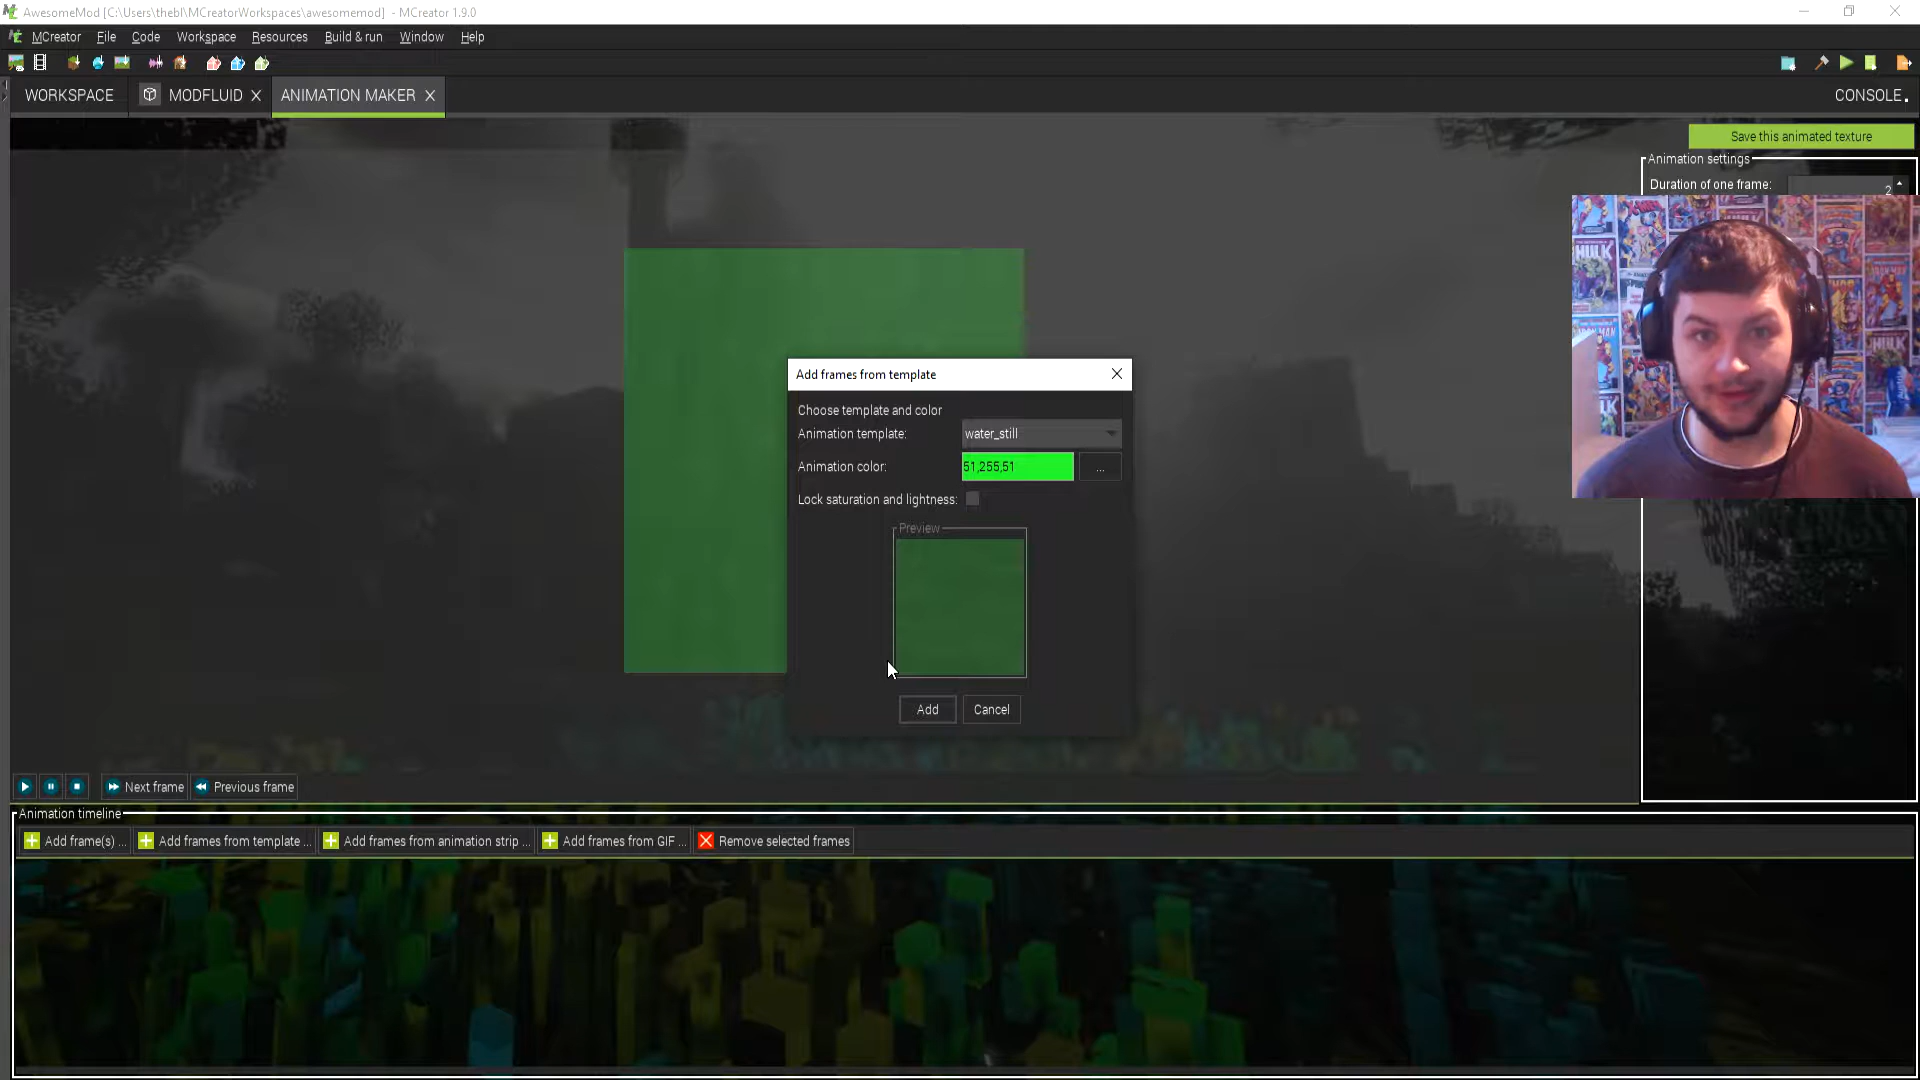 AwesomeMod [C:\Users\thebl\MCreatorWorkspaces\awesomemod] - MCreator 1.9.0
MCreator File Code Workspace Resources Build & run Window Help
WORKSPACE MODFLUID ANIMATION MAKER CONSOLE
Save this animated texture
Animation settings
Duration of one frame: 2
HULK
HULK
Add frames from template
Choose template and color
Animation template: water_still
Animation color: 51,255,51 ...
Lock saturation and lightness:
Preview
Add Cancel
Next frame Previous frame
Animation timeline
Add frame(s) ... Add frames from template ... Add frames from animation strip ... Add frames from GIF ... Remove selected frames